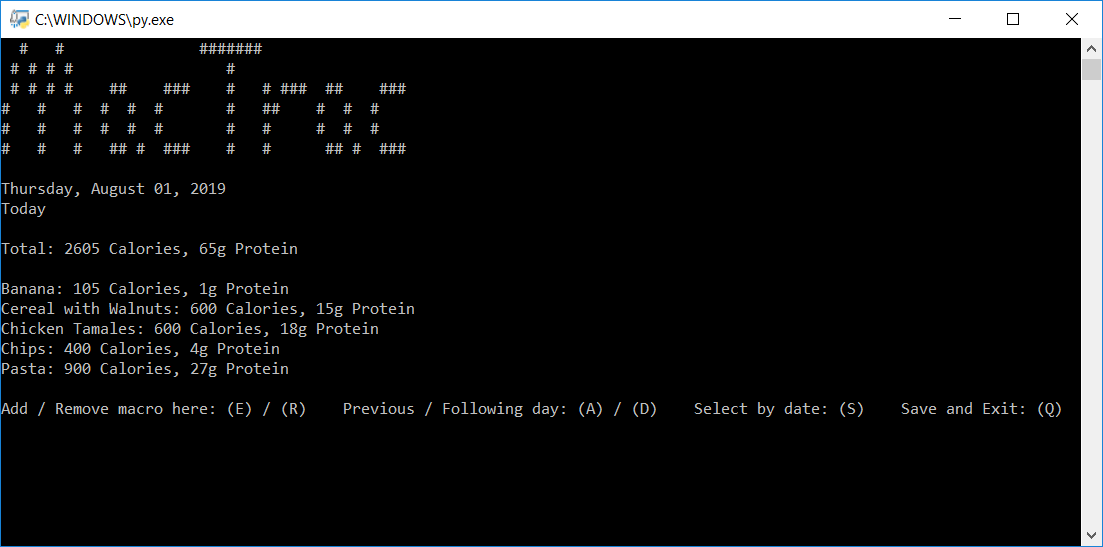 C:\WINDOWS\py.exe
MacTrac
Thursday, August 01, 2019
Today
Total: 2605 Calories, 65g Protein
Banana: 105 Calories, 1g Protein
Cereal with Walnuts: 600 Calories, 15g Protein
Chicken Tamales: 600 Calories, 18g Protein
Chips: 400 Calories, 4g Protein
Pasta: 900 Calories, 27g Protein
Add / Remove macro here: (E) / (R)    Previous / Following day: (A) / (D)    Select by date: (S)    Save and Exit: (Q)